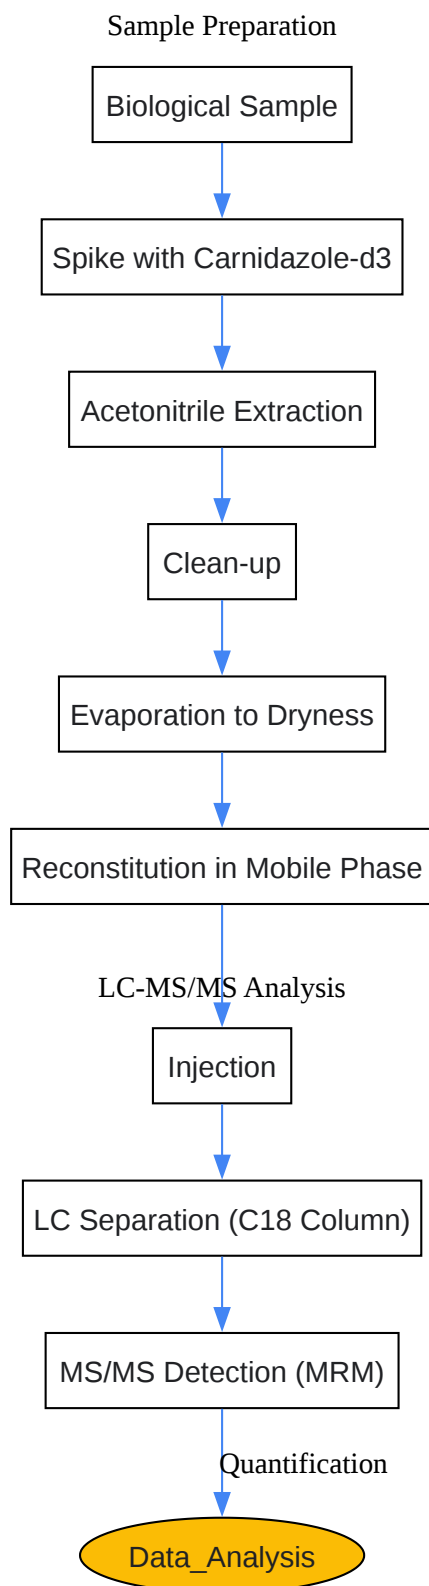 Sample Preparation
Biological Sample
Spike with Carnidazole-d3
Acetonitrile Extraction
Clean-up
Evaporation to Dryness
Reconstitution in Mobile Phase
LC-MS/MS Analysis
Injection
LC Separation (C18 Column)
MS/MS Detection (MRM)
Quantification
Data_Analysis